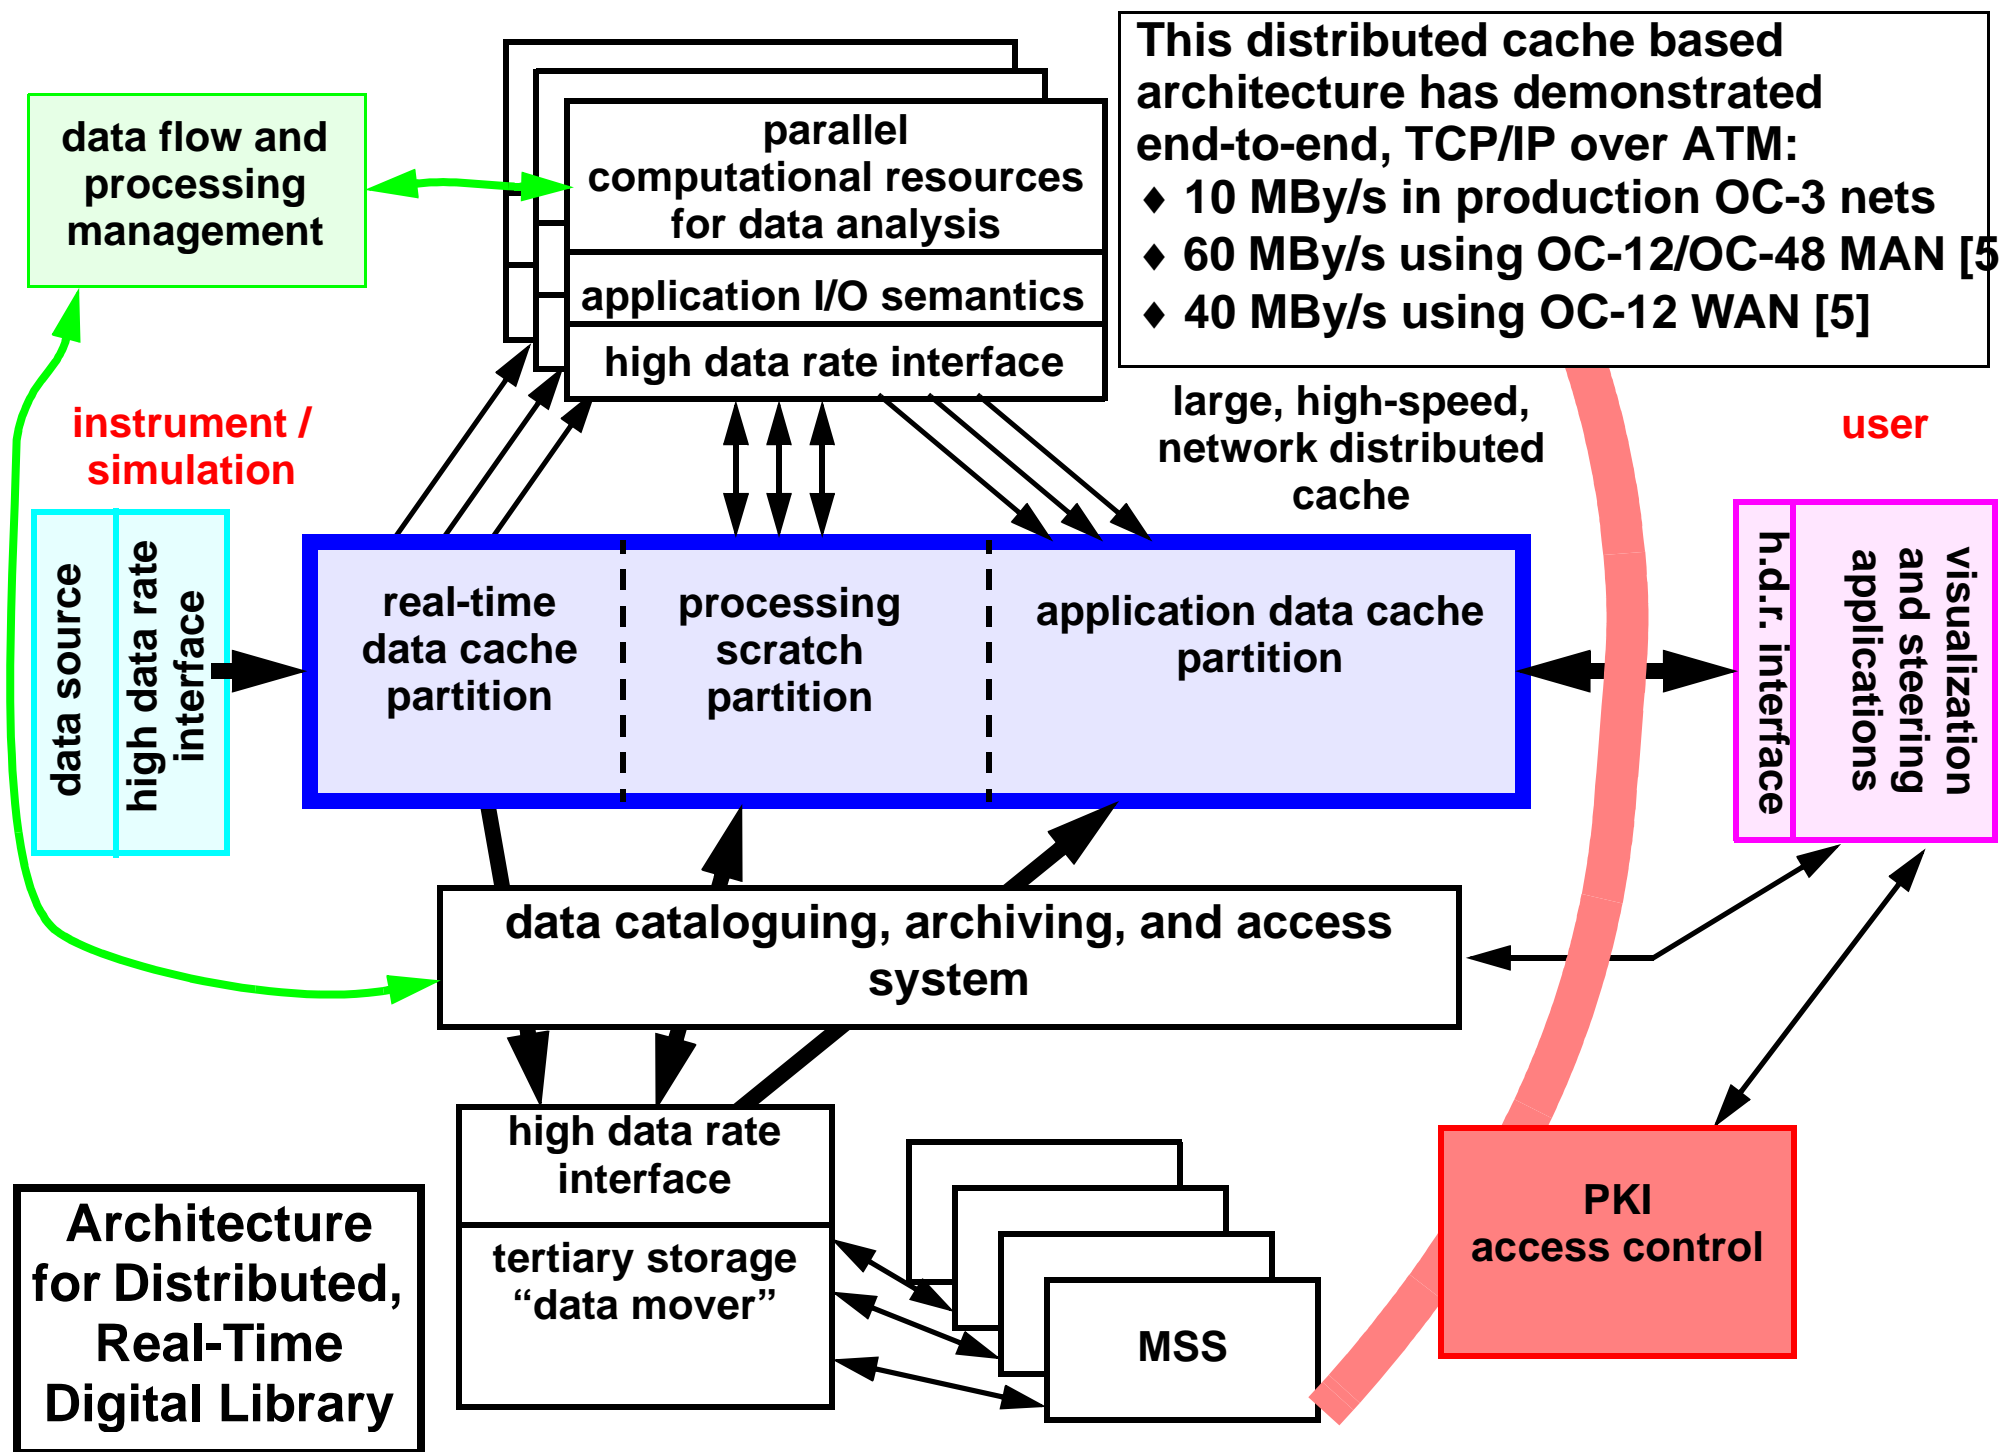 This distributed cache based
architecture has demonstrated
end-to-end, TCP/IP over ATM:
♦ 10 MBy/s in production OC-3 nets
♦ 60 MBy/s using OC-12/OC-48 MAN [5
♦ 40 MBy/s using OC-12 WAN [5]
data flow and
processing
management
parallel
computational resources
for data analysis
application I/O semantics
high data rate interface
instrument /
simulation
large, high-speed,
network distributed
cache
user
data source
high data rate
interface
real-time
data cache
partition
processing
scratch
partition
application data cache
partition
h.d.r. interface
visualization
and steering
applications
data cataloguing, archiving, and access
system
high data rate
interface
tertiary storage
“data mover”
MSS
PKI
access control
Architecture
for Distributed,
Real-Time
Digital Library